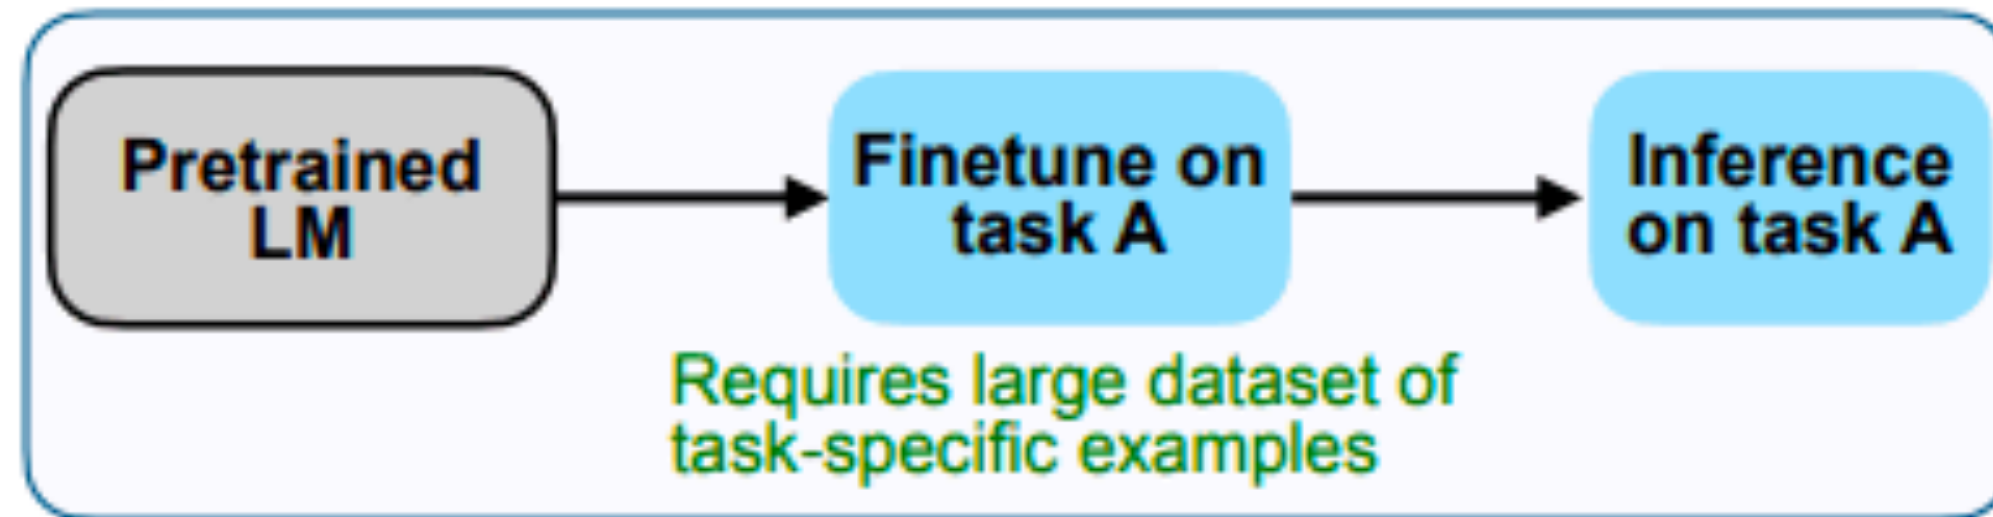 Pretrained
LM
Finetune on
task A
Inference
on task A
Requires large dataset of
task-specific examples